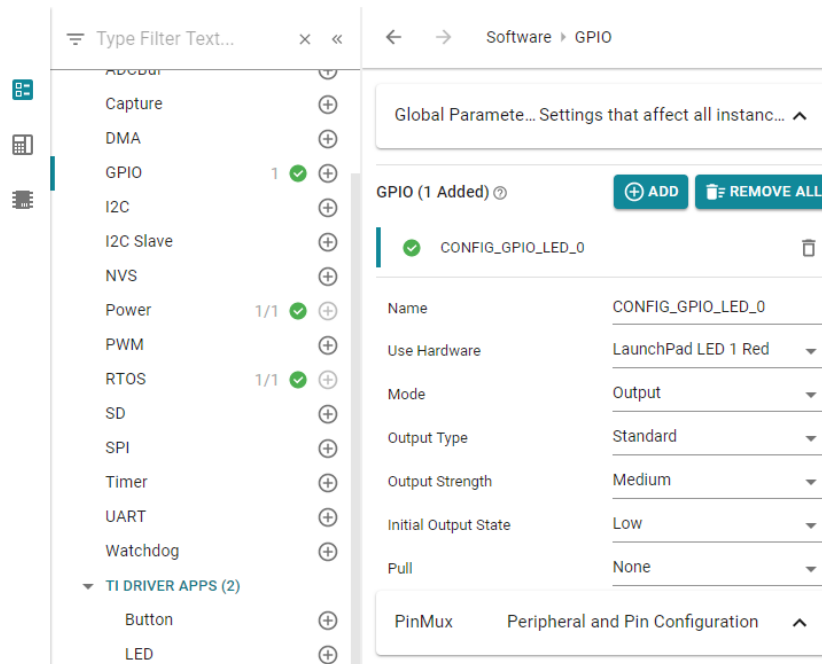 Type Filter Text...
ADCBuf
Capture
DMA
GPIO 1
I2C
I2C Slave
NVS
Power 1/1
PWM
RTOS 1/1
SD
SPI
Timer
UART
Watchdog
TI DRIVER APPS (2)
Button
LED
Software GPIO
Global Paramete... Settings that affect all instanc...
GPIO (1 Added)
ADD
REMOVE ALL
CONFIG_GPIO_LED_0
Name CONFIG_GPIO_LED_0
Use Hardware LaunchPad LED 1 Red
Mode Output
Output Type Standard
Output Strength Medium
Initial Output State Low
Pull None
PinMux Peripheral and Pin Configuration